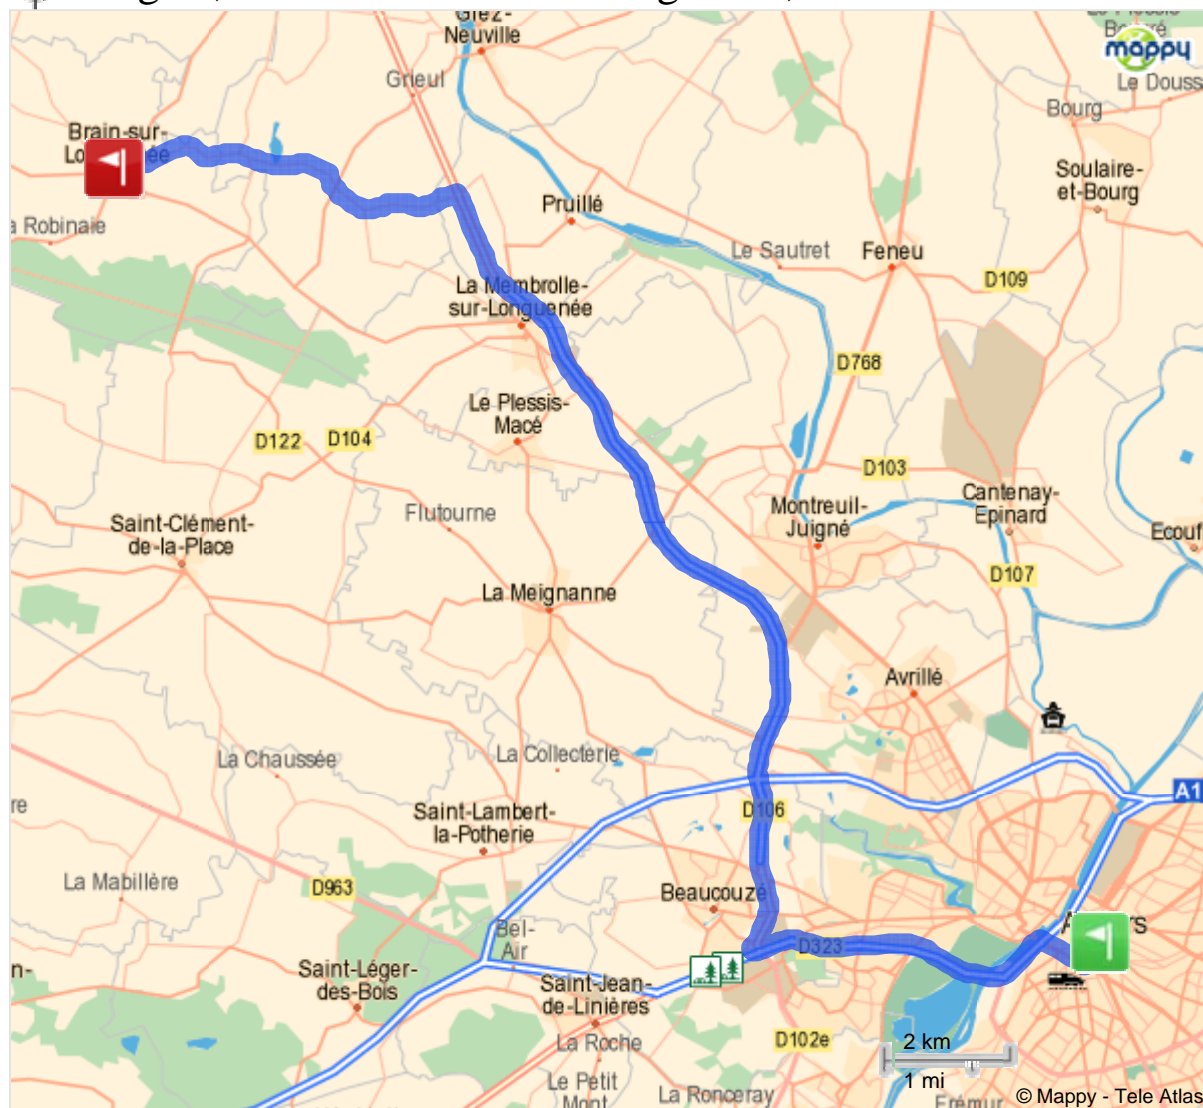 Griez-
Neuville
mappy
Grieul
Le Douss
Bourg
Brain-sur-
Soulaire-
et-Bourg
Pruillé
a Robinaie
Le Sautret
Feneu
D109
La Membrolle-
sur-Longuenée
D768
Le Plessis-
Macé
D122
D104
D103
Montreuil-
Juigné
Cantenay-
Epinard
Flutourne
Saint-Clément-
de-la-Place
Ecouf
D107
La Meignanne
Avrillé
La Collecterie
La Chaussée
A1
re
Saint-Lambert-
la-Potherie
D106
La Mabillère
D963
Beaucouzé
Bel-
Air
D323
n-
Saint-Léger-
des-Bois
Saint-Jean-
de-Linières
La Roche
D102e
2 km
1 mi
Le Petit
Mont
La Ronceray
Frémur
© Mappy - Tele Atlas